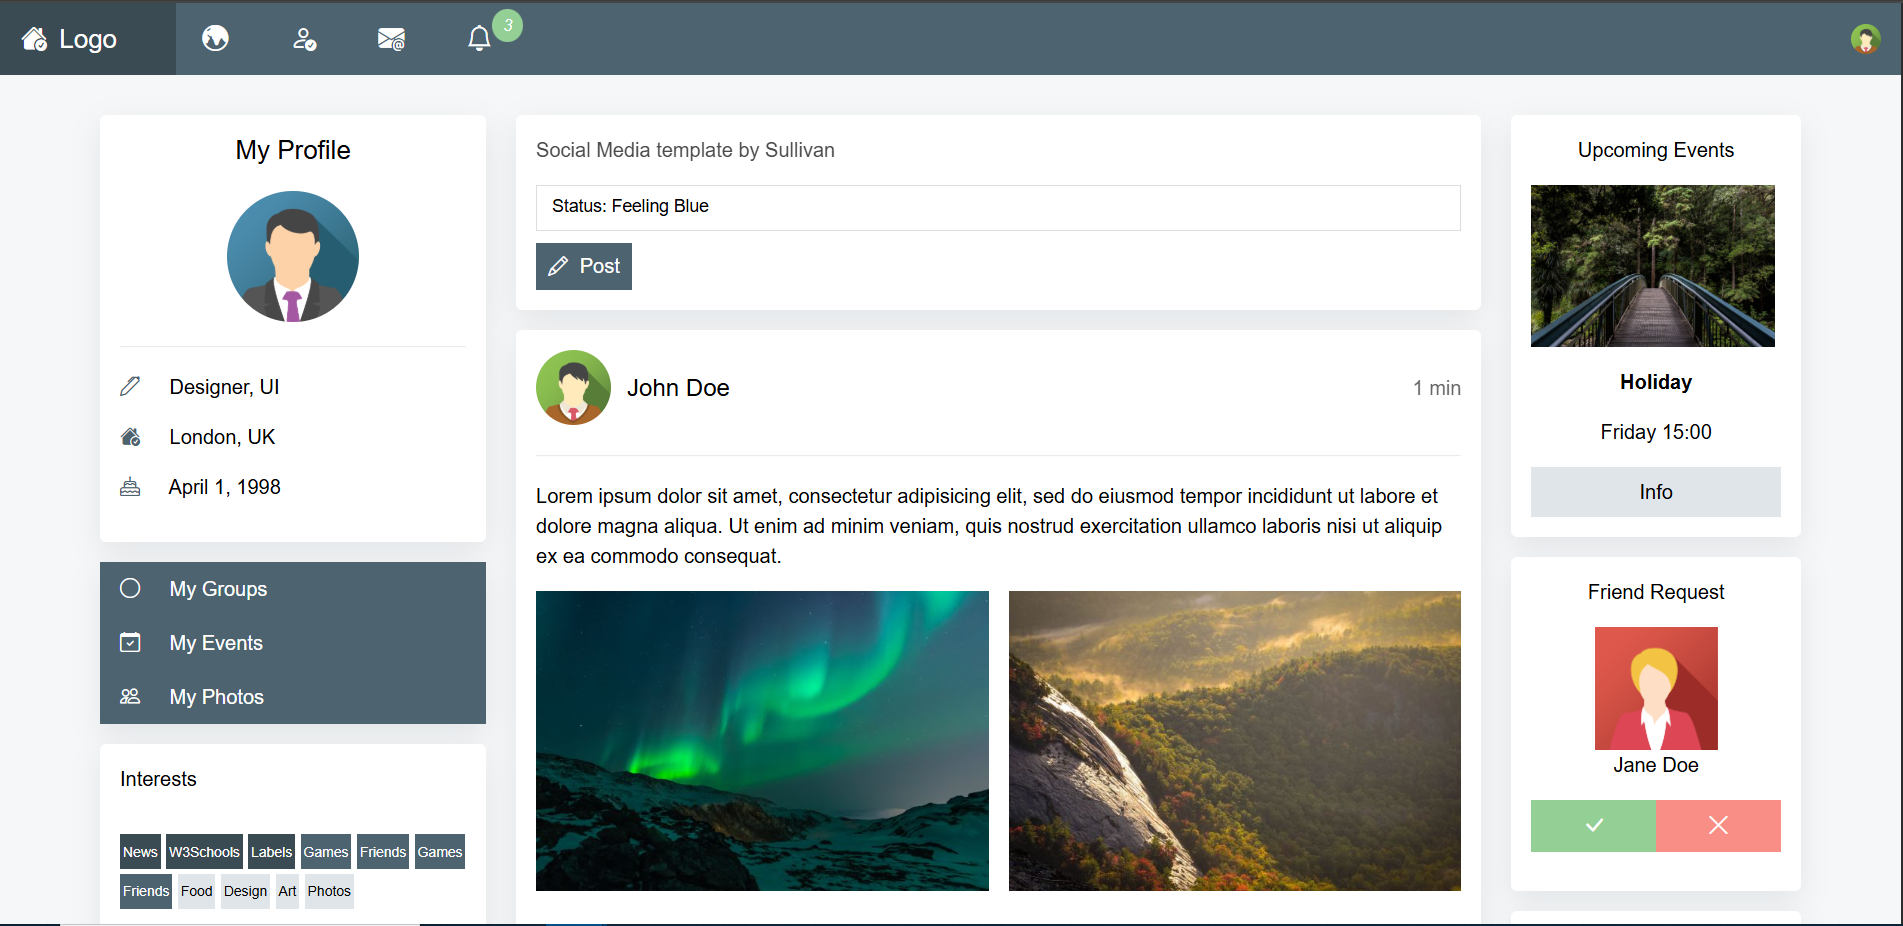 Logo
3
My Profile
Designer, UI
London, UK
April 1, 1998
My Groups
My Events
My Photos
Interests
News W3Schools Labels Games Friends Games
Friends Food Design Art Photos
Social Media template by Sullivan
Status: Feeling Blue
Post
John Doe
1 min
Lorem ipsum dolor sit amet, consectetur adipisicing elit, sed do eiusmod tempor incididunt ut labore et
dolore magna aliqua. Ut enim ad minim veniam, quis nostrud exercitation ullamco laboris nisi ut aliquip
ex ea commodo consequat.
Upcoming Events
Holiday
Friday 15:00
Info
Friend Request
Jane Doe